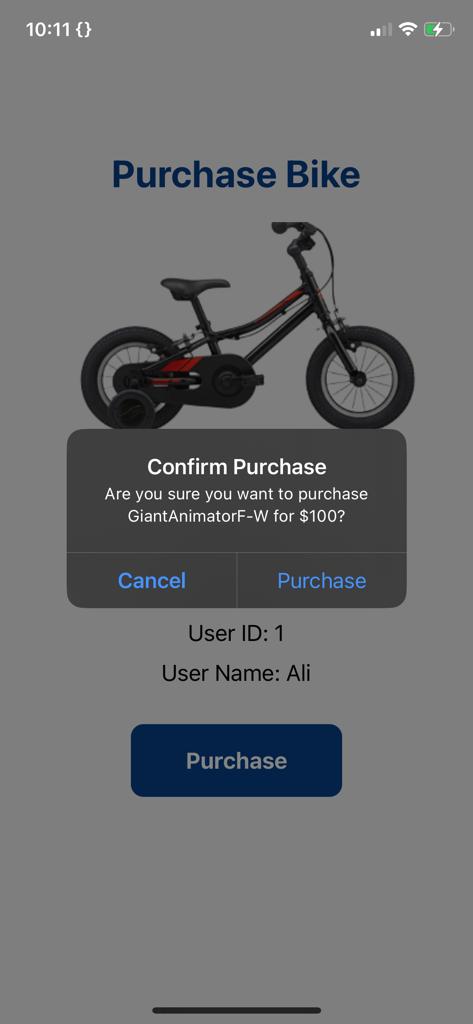 10:11 {}
Purchase Bike
Confirm Purchase
Are you sure you want to purchase
GiantAnimatorF-W for $100?
Cancel Purchase
User ID: 1
User Name: Ali
Purchase